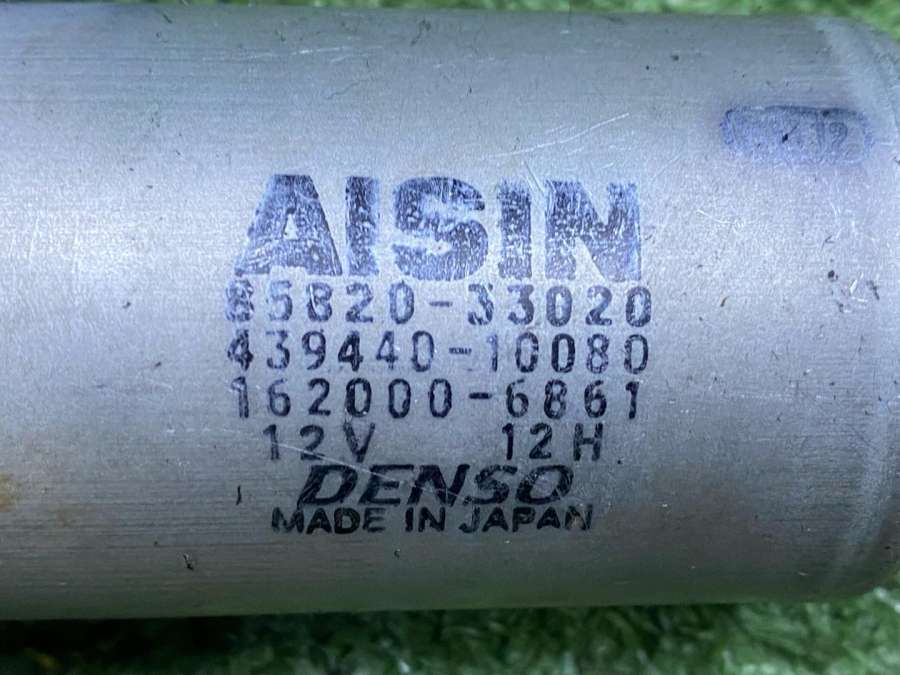 AISIN
85820-33020
439440-10080
162000-6861
12V 12H
DENSO
MADE IN JAPAN